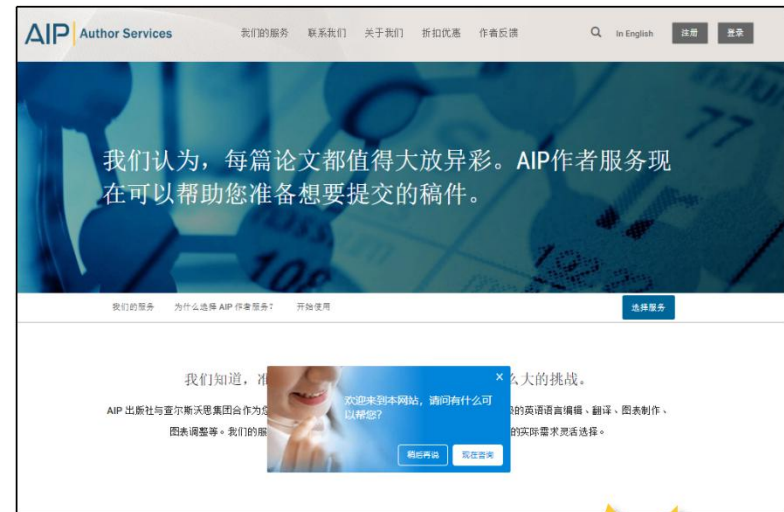 AIP Author Services
我们的服务 联系我们 关于我们 折扣优惠 作者反馈 In English 注册 登录
77
我们认为，每篇论文都值得大放异彩。AIP作者服务现
在可以帮助您准备想要提交的稿件。
108
我们的服务 为什么选择 AIP 作者服务? 开始使用 选择服务
我们知道，准 么大的挑战。
AIP 出版社与查尔斯沃思集团合作为您 的英语语言编辑、翻译、图表制作、
图表调整等。我们的服 的实际需求灵活选择。
×
欢迎来到本网站，请问有什么可
以帮您?
稍后再说 现在咨询